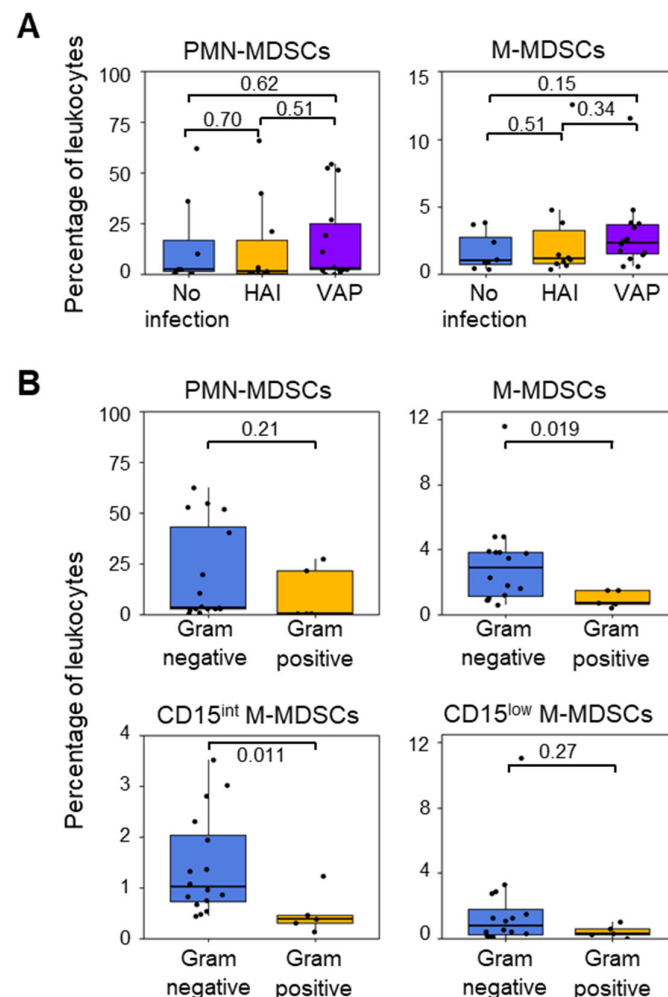 A
PMN-MDSCs
M-MDSCs
Percentage of leukocytes
100
75
50
25
0
0.62
0.70
0.51
No infection
HAI
VAP
15
10
5
0
0.15
0.51
0.34
No infection
HAI
VAP
B
PMN-MDSCs
M-MDSCs
Percentage of leukocytes
100
75
50
25
0
0.21
Gram negative
Gram positive
12
8
4
0
0.019
Gram negative
Gram positive
CD15int M-MDSCs
CD15low M-MDSCs
4
3
2
1
0
0.011
Gram negative
Gram positive
12
8
4
0
0.27
Gram negative
Gram positive